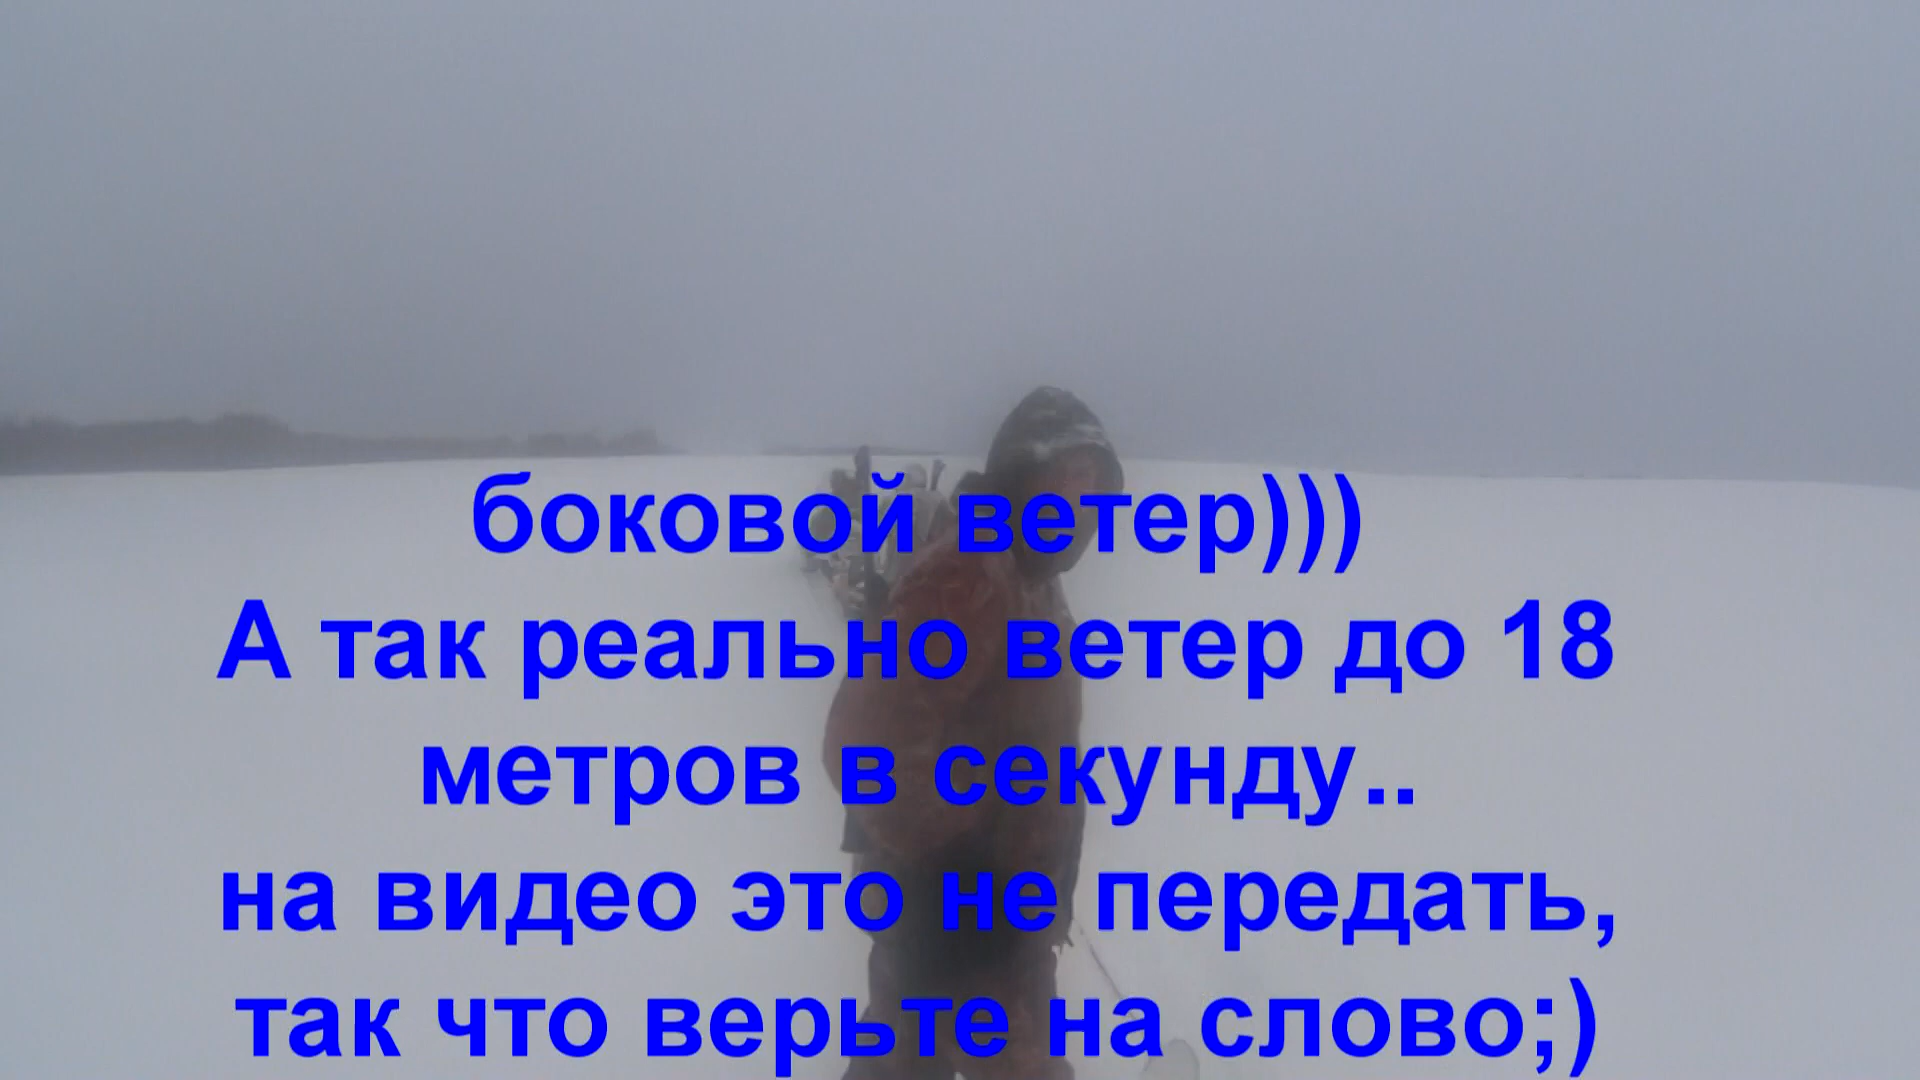 боковой ветер)))
А так реально ветер до 18
метров в секунду..
на видео это не передать,
так что верьте на слово;)